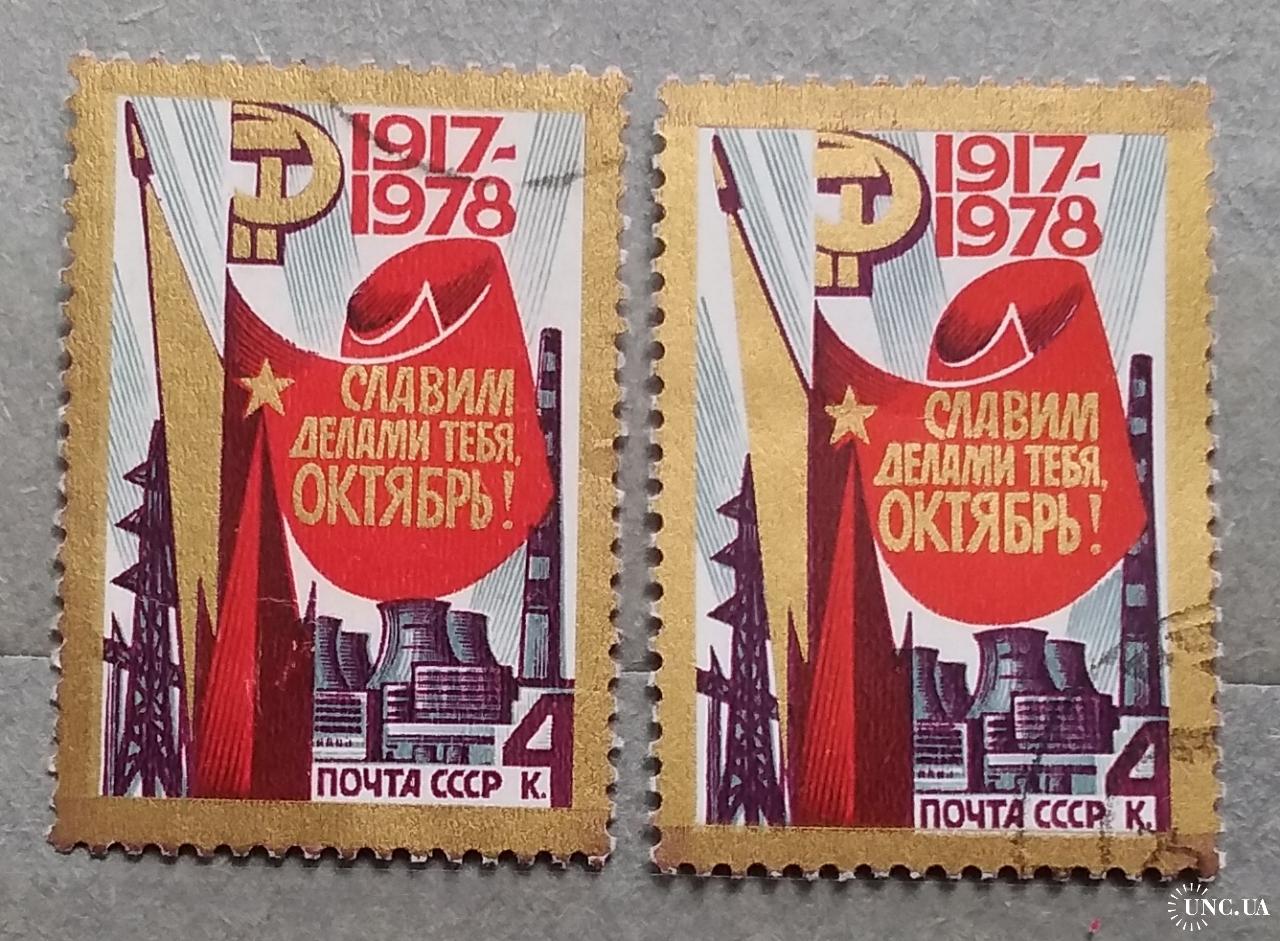 1917-
1978
СЛАВИМ
ДЕЛАМИ ТЕБЯ,
ОКТЯБРЬ!
4
ПОЧТА СССР К.
1917-
1978
СЛАВИМ
ДЕЛАМИ ТЕБЯ,
ОКТЯБРЬ!
4
ПОЧТА СССР К.
UNC.UA